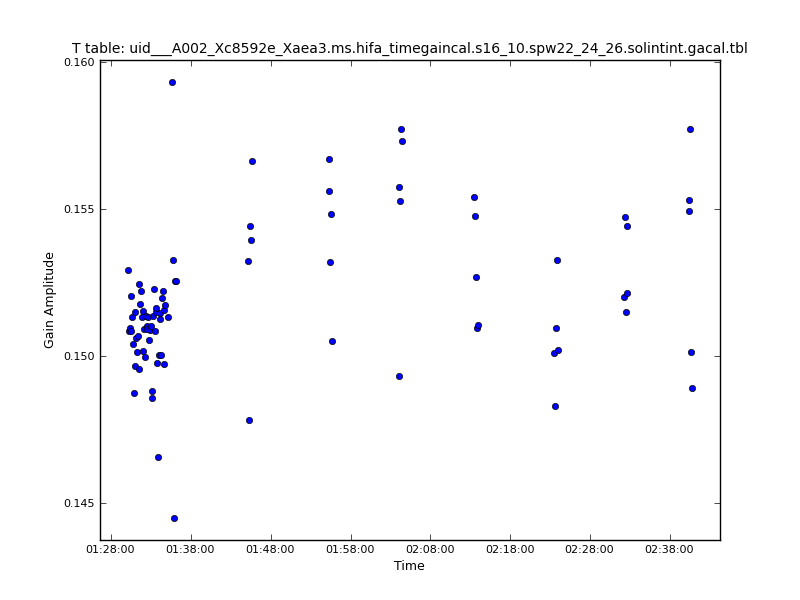 T table: uid___A002_Xc8592e_Xaea3.ms.hifa_timegaincal.s16_10.spw22_24_26.solintint.gacal.tbl
0.160
0.155
0.150
0.145
Gain Amplitude
01:28:00 01:38:00 01:48:00 01:58:00 02:08:00 02:18:00 02:28:00 02:38:00
Time